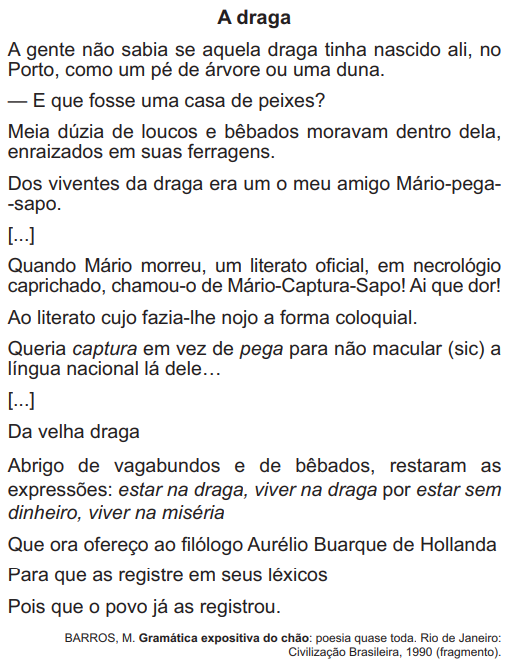 A draga
A gente não sabia se aquela draga tinha nascido ali, no
Porto, como um pé de árvore ou uma duna.
— E que fosse uma casa de peixes?
Meia dúzia de loucos e bêbados moravam dentro dela,
enraizados em suas ferragens.
Dos viventes da draga era um o meu amigo Mário-pega-
-sapo.
[...]
Quando Mário morreu, um literato oficial, em necrológio
caprichado, chamou-o de Mário-Captura-Sapo! Ai que dor!
Ao literato cujo fazia-lhe nojo a forma coloquial.
Queria captura em vez de pega para não macular (sic) a
língua nacional lá dele…
[...]
Da velha draga
Abrigo de vagabundos e de bêbados, restaram as
expressões: estar na draga, viver na draga por estar sem
dinheiro, viver na miséria
Que ora ofereço ao filólogo Aurélio Buarque de Hollanda
Para que as registre em seus léxicos
Pois que o povo já as registrou.
BARROS, M. Gramática expositiva do chão: poesia quase toda. Rio de Janeiro:
Civilização Brasileira, 1990 (fragmento).